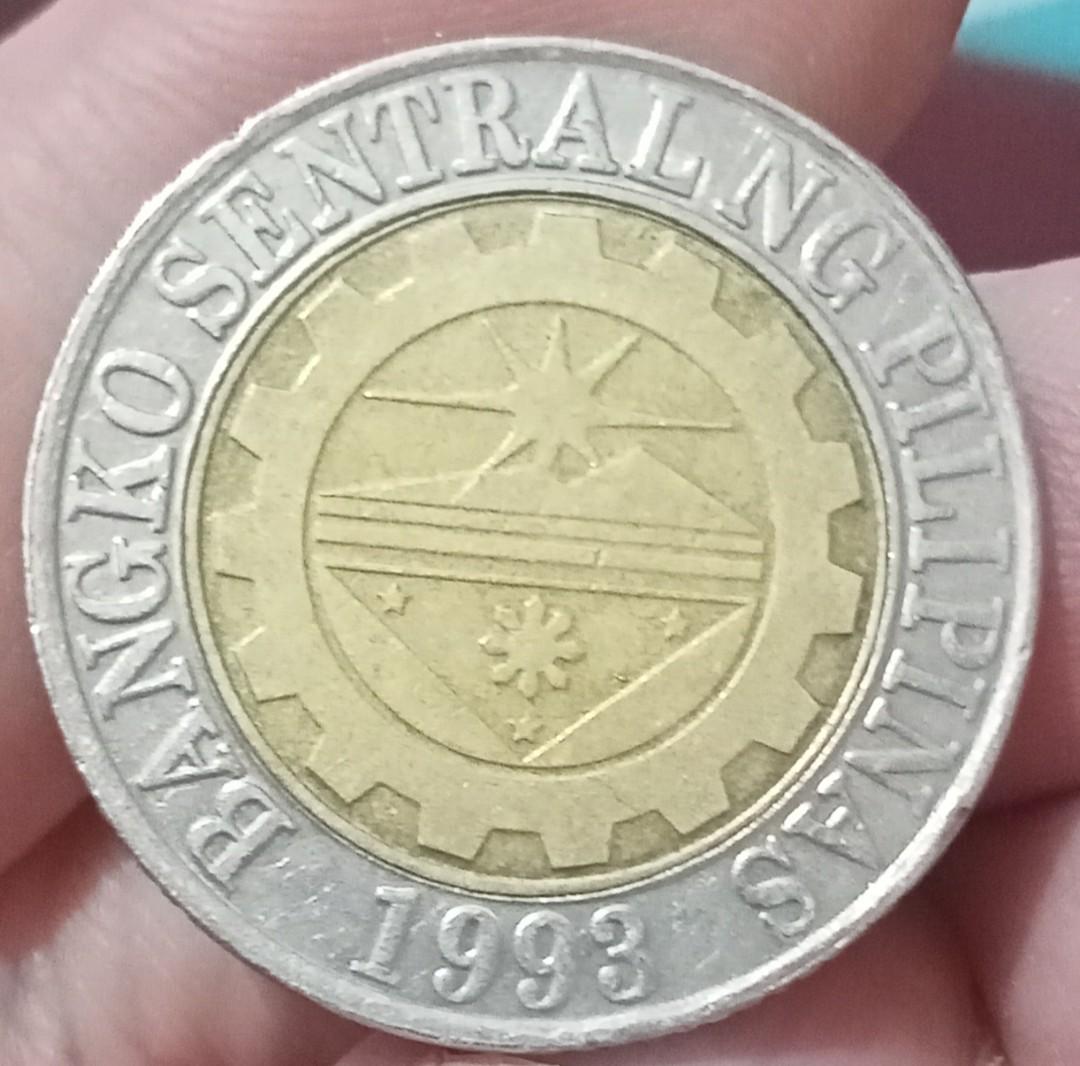 BANGKO SENTRAL NG PILIPINAS
1993